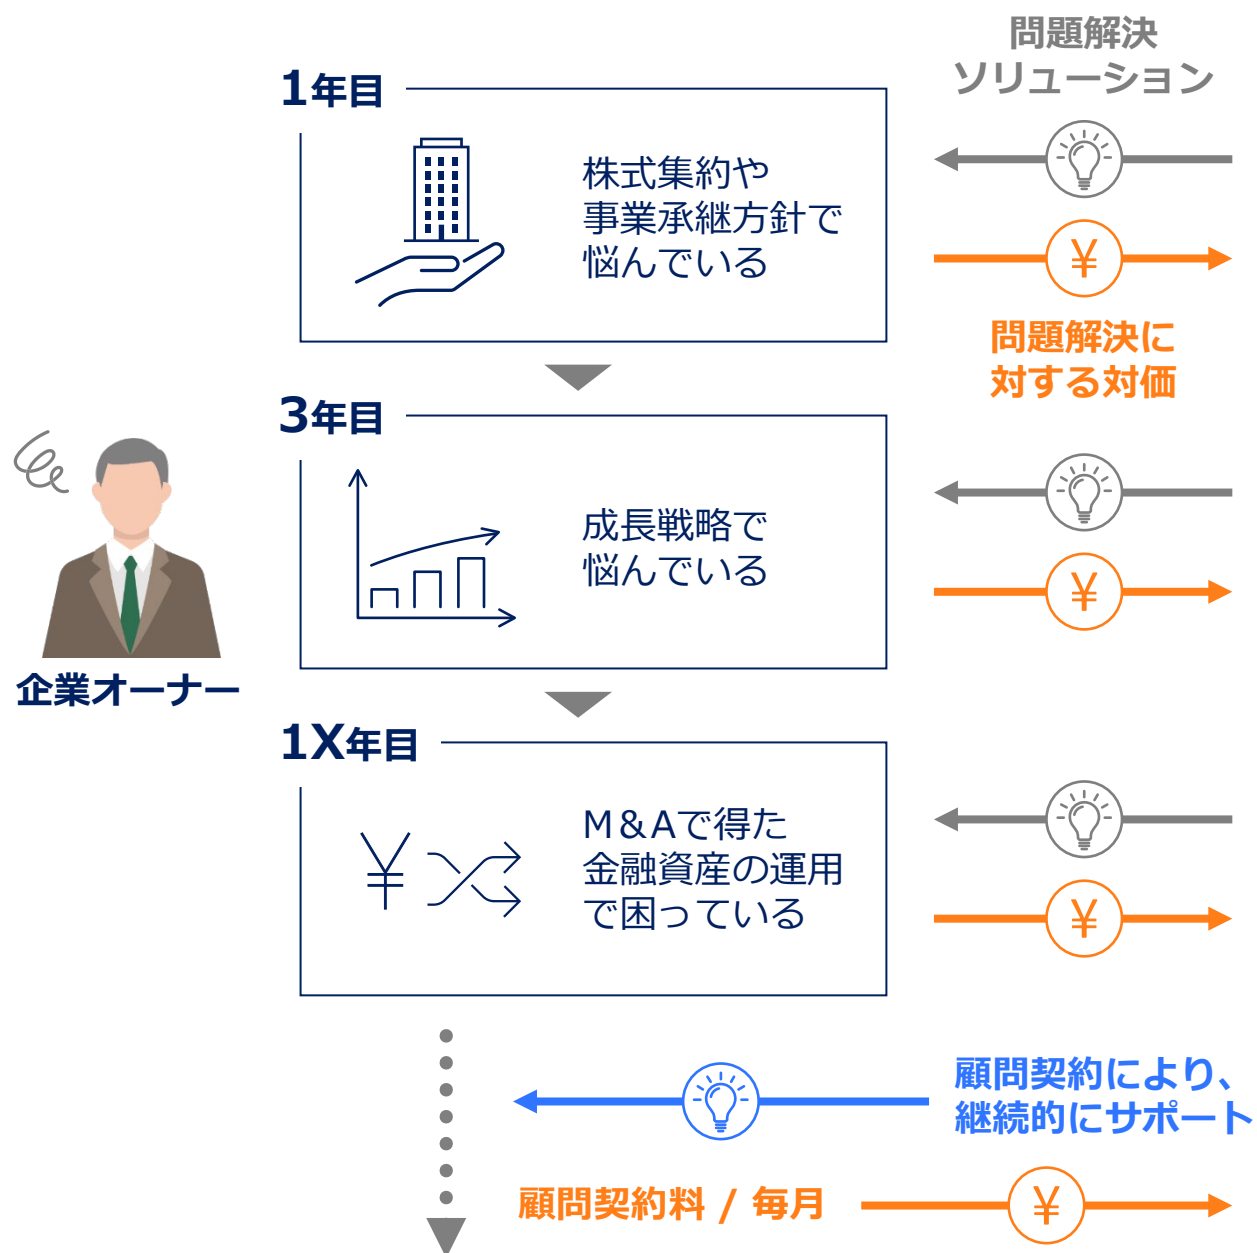 問題解決
ソリューション
1年目
株式集約や
事業承継方針で
悩んでいる
¥
問題解決に
対する対価
3年目
成長戦略で
悩んでいる
¥
企業オーナー
1X年目
¥
M&Aで得た
金融資産の運用
で困っている
¥
顧問契約により、
継続的にサポート
顧問契約料 / 毎月
¥